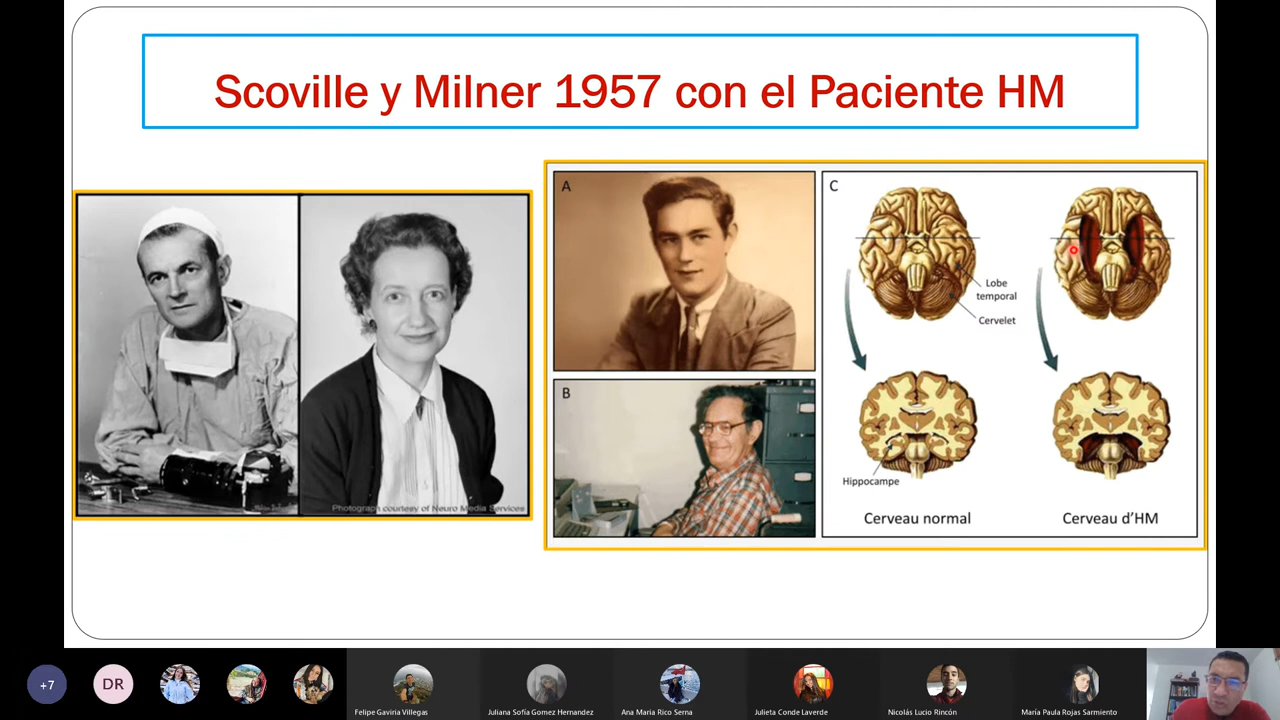 Scoville y Milner 1957 con el Paciente HM
Photograph courtesy of Neuro Media Services
A
B
C
Lobe
temporal
Cervelet
Hippocampe
Cerveau normal
Cerveau d'HM
+7
DR
Felipe Gaviria Villegas
Juliana Sofía Gomez Hernandez
Ana Maria Rico Serna
Julieta Conde Laverde
Nicolás Lucio Rincón
María Paula Rojas Sarmiento